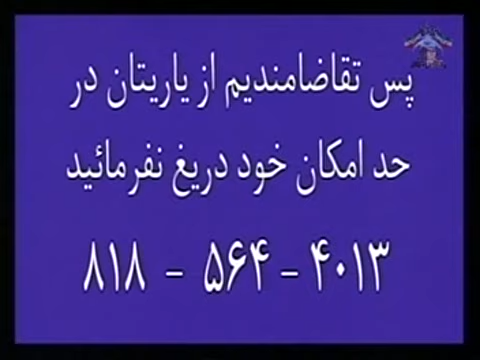 پس تقاضامندیم از یاریتان در
حد امکان خود دریغ نفرمائید
۸۱۸ - ۵۶۴ - ۴۰۱۳